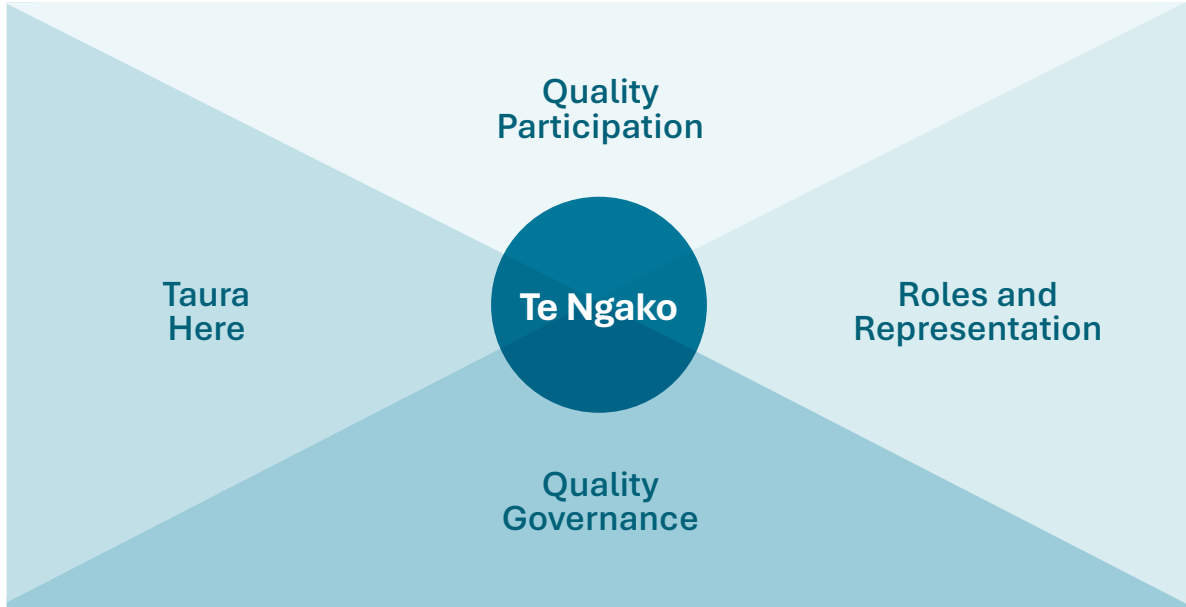 Quality
Participation
Taura
Here
Te Ngako
Roles and
Representation
Quality
Governance